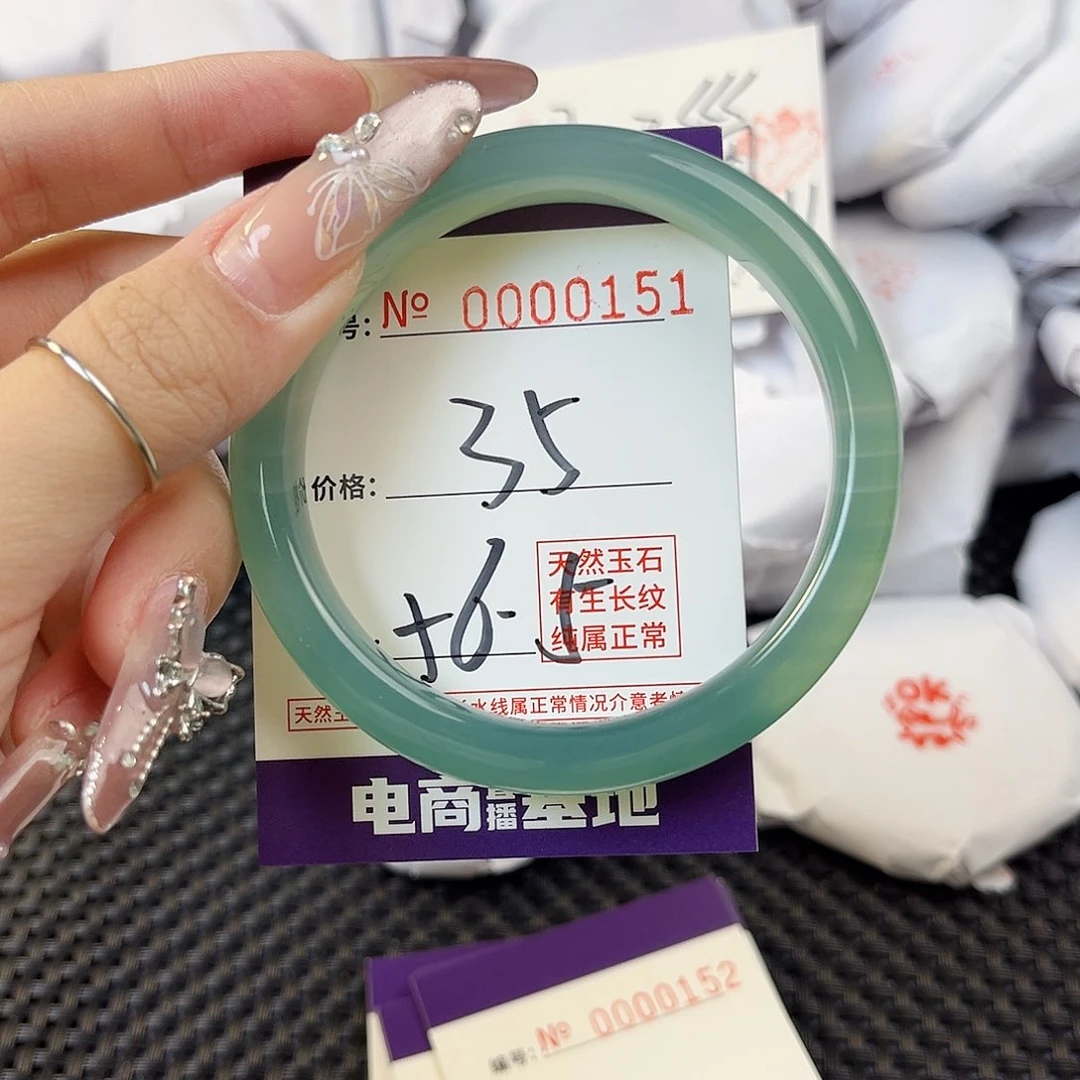 号: № 0000151
价格: 35
56.5
天然玉石
有生长纹
纯属正常
天然
水线属正常情况介意者慎
电商直播基地
编号: № 0000152